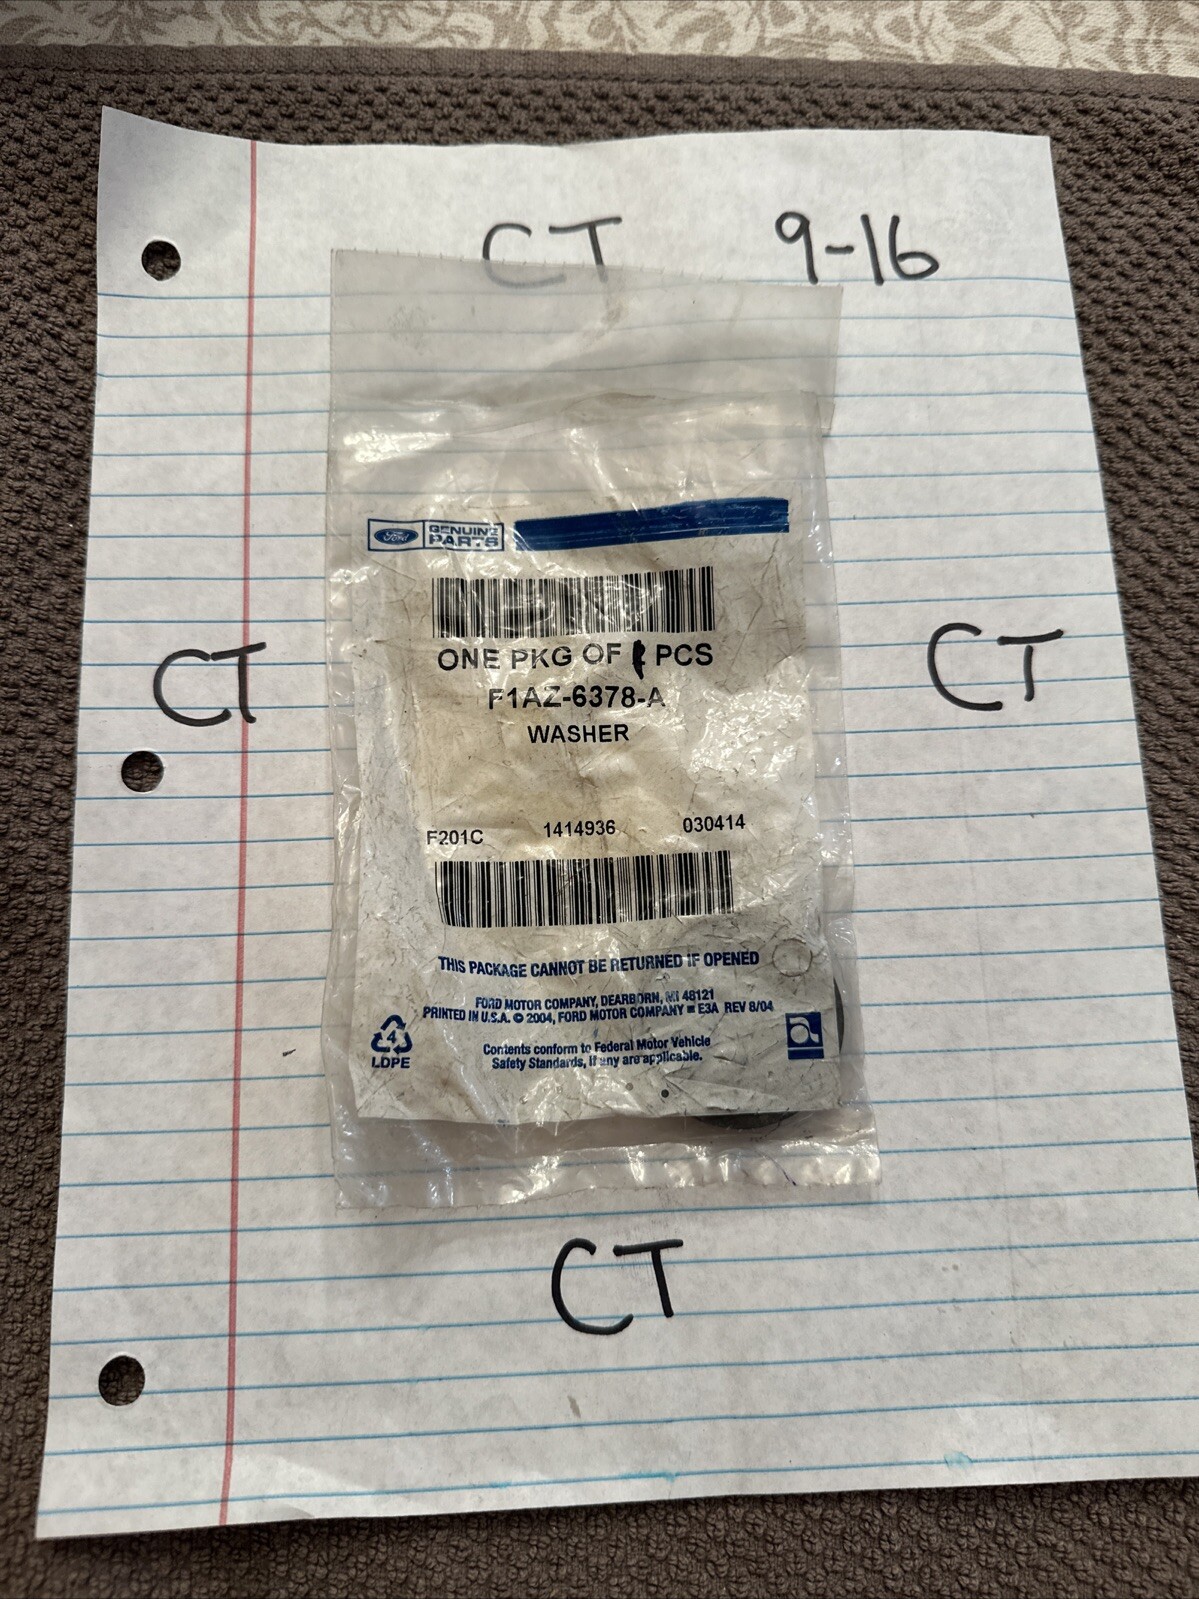 CT 9-16
Ford GENUINE PARTS
ONE PKG OF 1 PCS
F1AZ-6378-A
WASHER
CT
CT
F201C 1414936 030414
THIS PACKAGE CANNOT BE RETURNED IF OPENED
FORD MOTOR COMPANY, DEARBORN, MI 48121
PRINTED IN U.S.A. © 2004, FORD MOTOR COMPANY E3A REV 8/04
4
LDPE
Contents conform to Federal Motor Vehicle
Safety Standards, if any are applicable.
CT